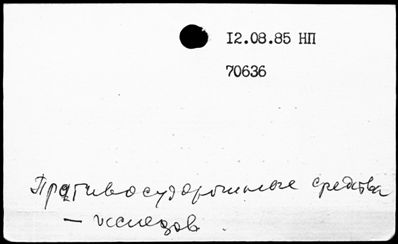 12.08.85 НП
70636
Противосудорожные средства
— исследов.